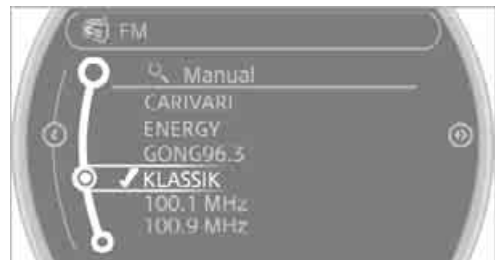 FM
Manual
CARIVARI
ENERGY
GONG96.3
KLASSIK
100.1 MHz
100.9 MHz